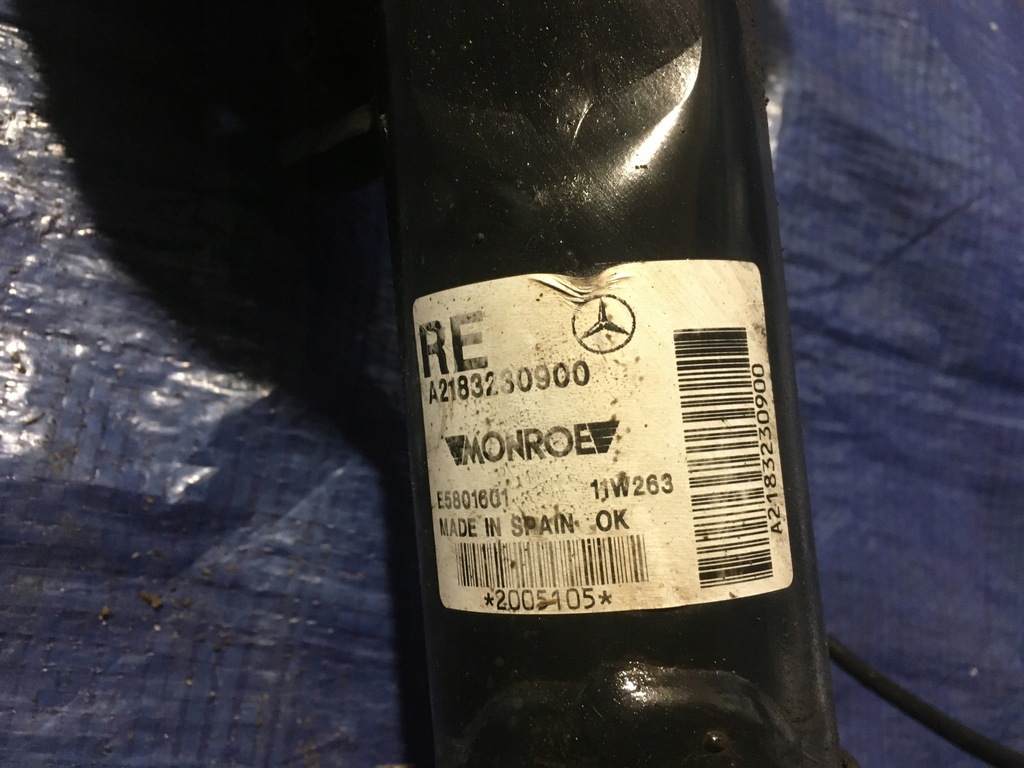 RE
A2183230900
MONROE
E5801601 11W263
MADE IN SPAIN OK
*2005105*
A2183230900